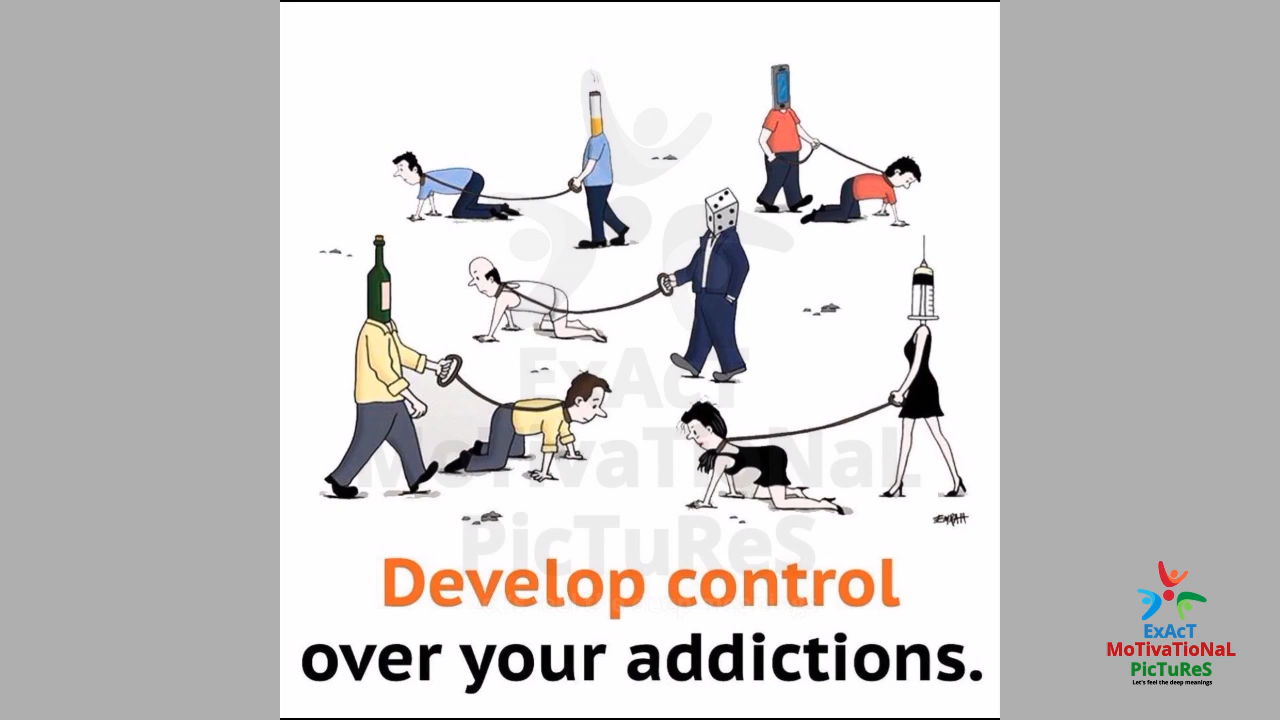 ExAcT
MoTivaTioNaL
PicTuReS
Develop control
over your addictions.
ExAcT
MoTivaTioNaL
PicTuReS
Let's feel the deep meanings